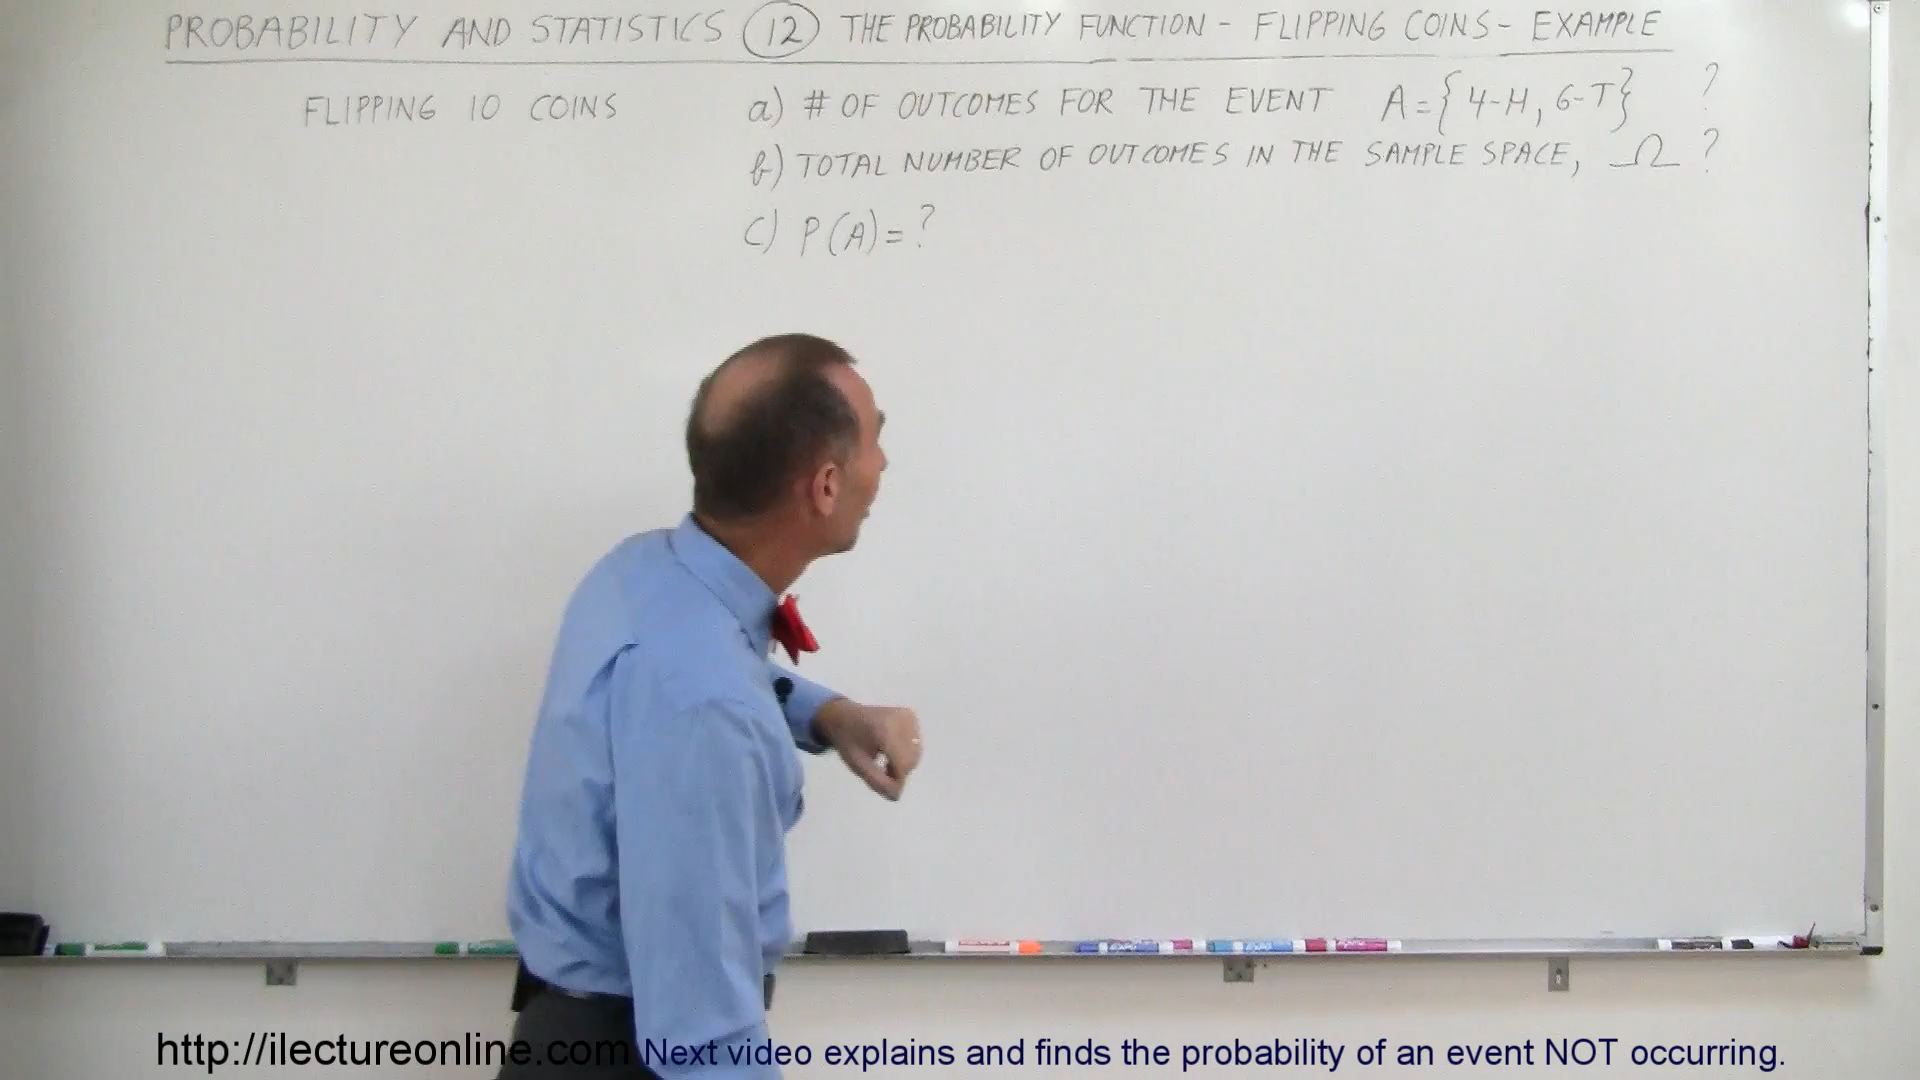 PROBABILITY AND STATISTICS 12 THE PROBABILITY FUNCTION - FLIPPING COINS - EXAMPLE
FLIPPING 10 COINS
a) # OF OUTCOMES FOR THE EVENT A={4-H, 6-T} ?
b) TOTAL NUMBER OF OUTCOMES IN THE SAMPLE SPACE, Ω ?
c) P(A)=?
http://ilectureonline.com Next video explains and finds the probability of an event NOT occurring.